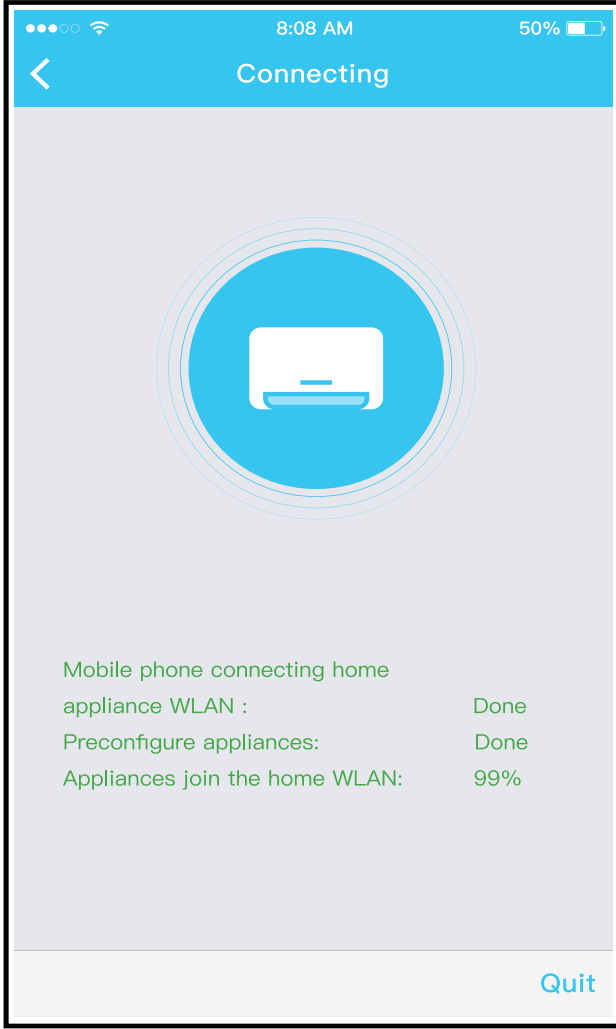 8:08 AM 50%
Connecting
Mobile phone connecting home
appliance WLAN : Done
Preconfigure appliances: Done
Appliances join the home WLAN: 99%
Quit